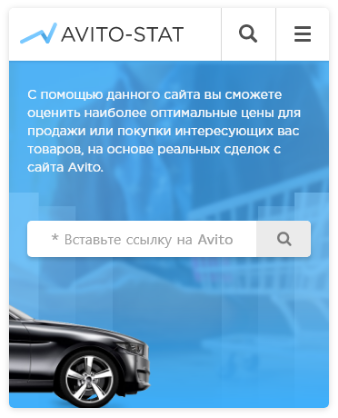 AVITO-STAT
С помощью данного сайта вы сможете
оценить наиболее оптимальные цены для
продажи или покупки интересующих вас
товаров, на основе реальных сделок с
сайта Avito.
* Вставьте ссылку на Avito